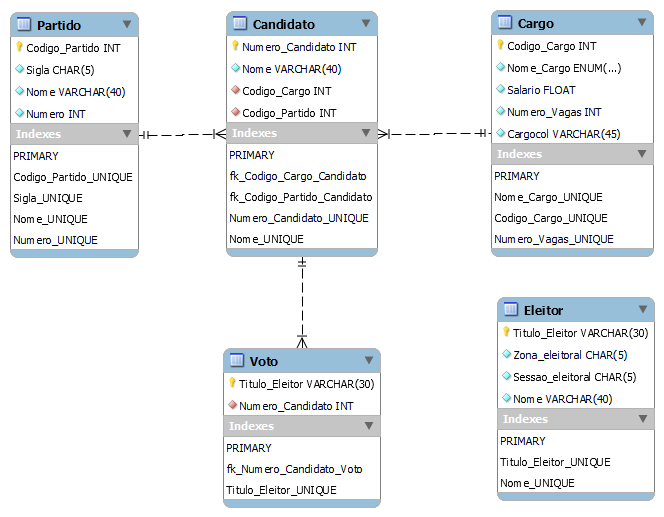 Partido
Codigo_Partido INT
Sigla CHAR(5)
Nome VARCHAR(40)
Numero INT
Indexes
PRIMARY
Codigo_Partido_UNIQUE
Sigla_UNIQUE
Nome_UNIQUE
Numero_UNIQUE
Candidato
Numero_Candidato INT
Nome VARCHAR(40)
Codigo_Cargo INT
Codigo_Partido INT
Indexes
PRIMARY
fk_Codigo_Cargo_Candidato
fk_Codigo_Partido_Candidato
Numero_Candidato_UNIQUE
Nome_UNIQUE
Cargo
Codigo_Cargo INT
Nome_Cargo ENUM(...)
Salario FLOAT
Numero_Vagas INT
Cargocol VARCHAR(45)
Indexes
PRIMARY
Nome_Cargo_UNIQUE
Codigo_Cargo_UNIQUE
Numero_Vagas_UNIQUE
Voto
Titulo_Eleitor VARCHAR(30)
Numero_Candidato INT
Indexes
PRIMARY
fk_Numero_Candidato_Voto
Titulo_Eleitor_UNIQUE
Eleitor
Titulo_Eleitor VARCHAR(30)
Zona_eleitoral CHAR(5)
Sessao_eleitoral CHAR(5)
Nome VARCHAR(40)
Indexes
PRIMARY
Titulo_Eleitor_UNIQUE
Nome_UNIQUE